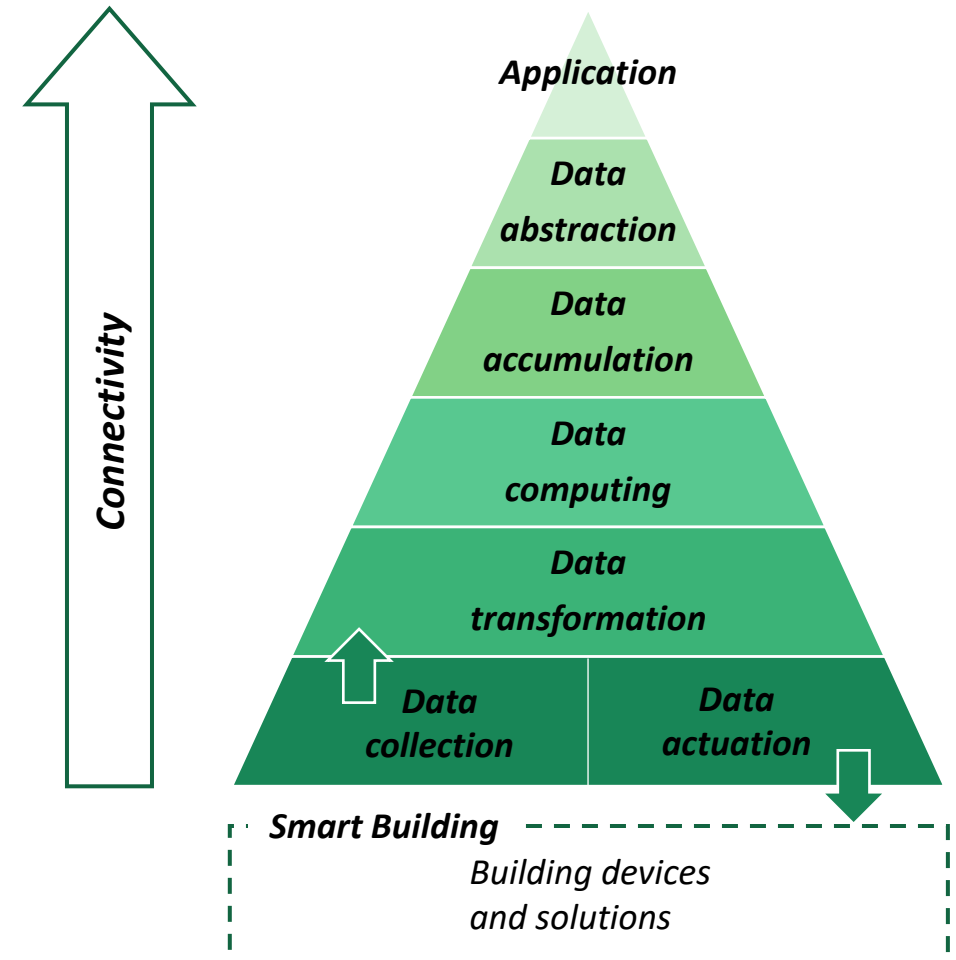 Application
Data
abstraction
Data
accumulation
Connectivity
Data
computing
Data
transformation
Data
collection
Data
actuation
Smart Building
Building devices
and solutions